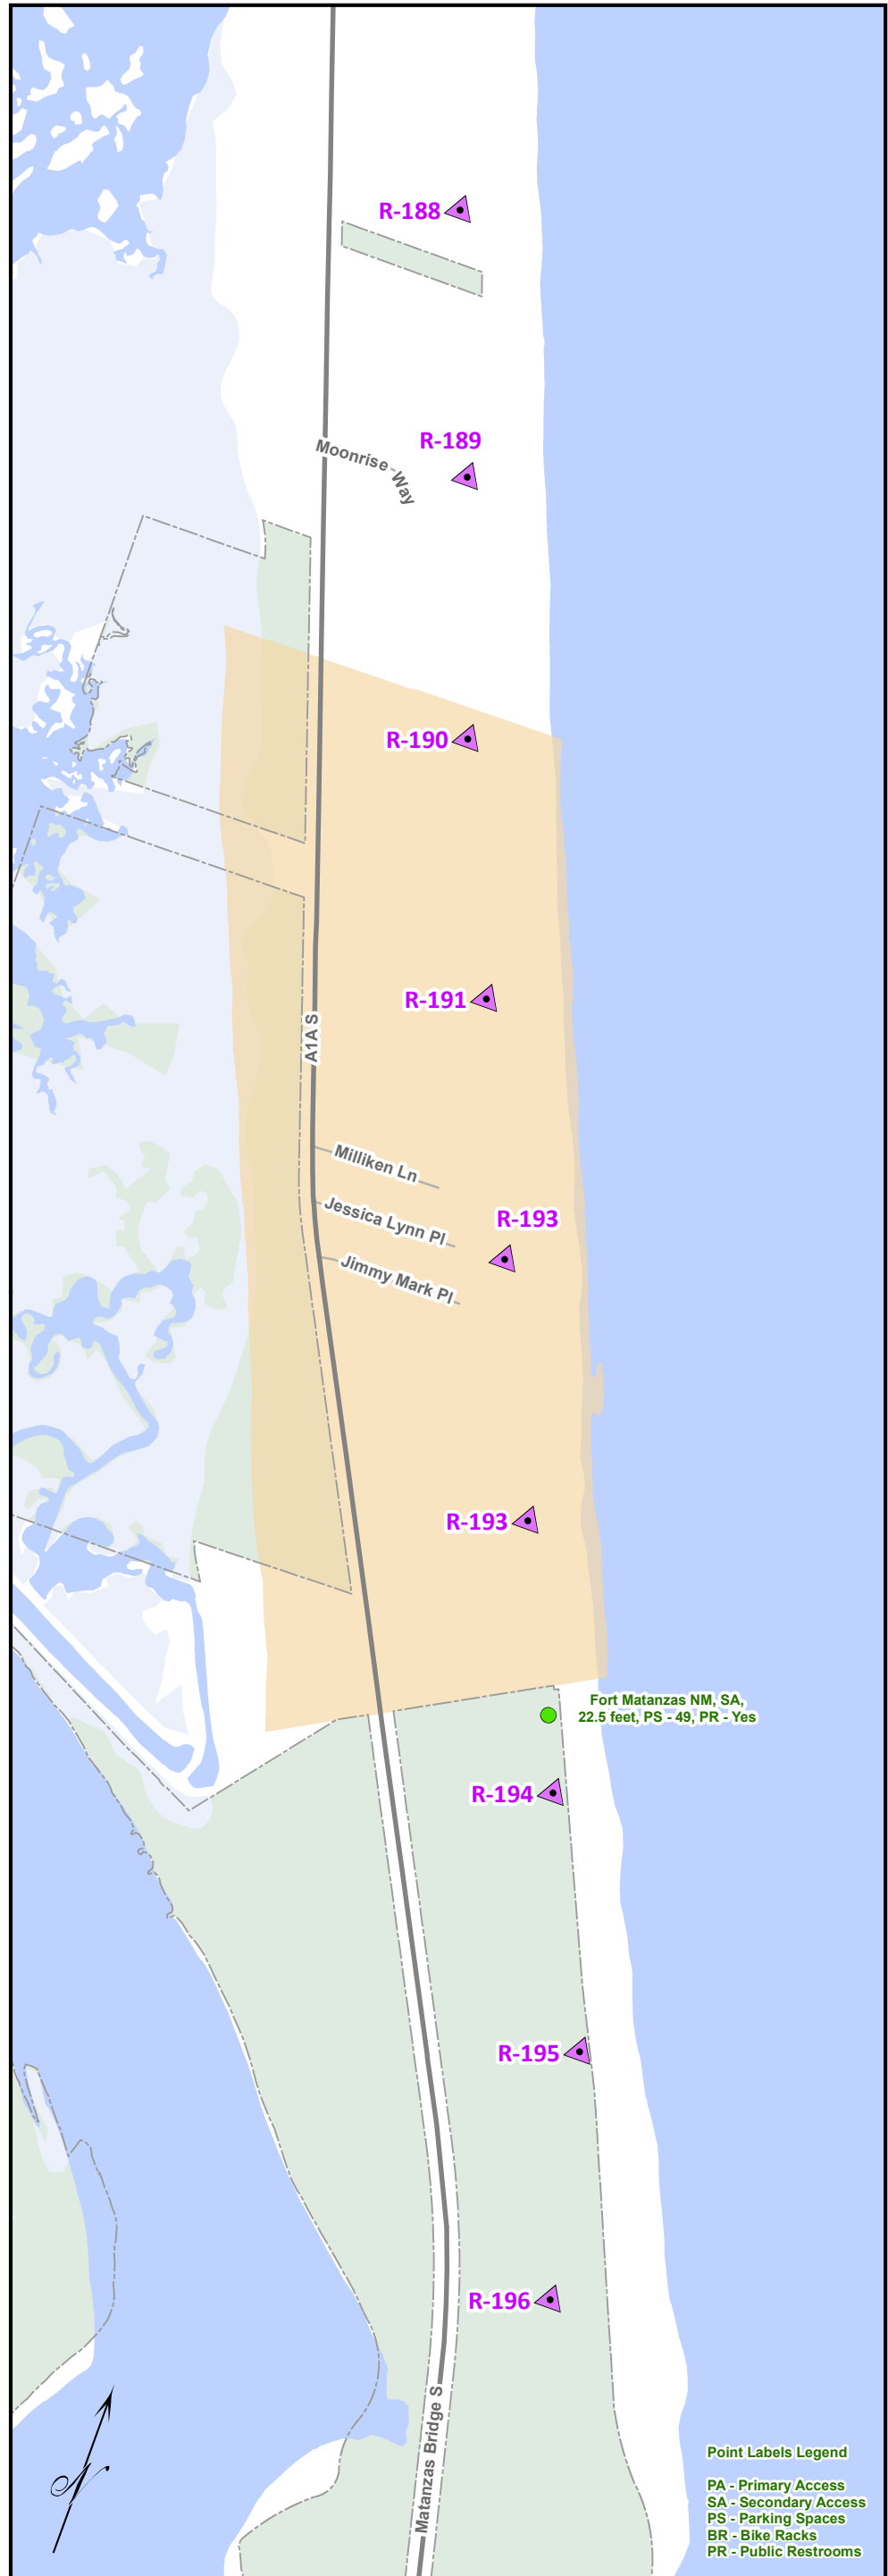 R-188
R-189
Moonrise Way
R-190
R-191
A1A S
Milliken Ln
Jessica Lynn Pl
R-193
Jimmy Mark Pl
R-193
Fort Matanzas NM, SA,
22.5 feet, PS - 49, PR - Yes
R-194
R-195
R-196
Matanzas Bridge S
N
Point Labels Legend
PA - Primary Access
SA - Secondary Access
PS - Parking Spaces
BR - Bike Racks
PR - Public Restrooms